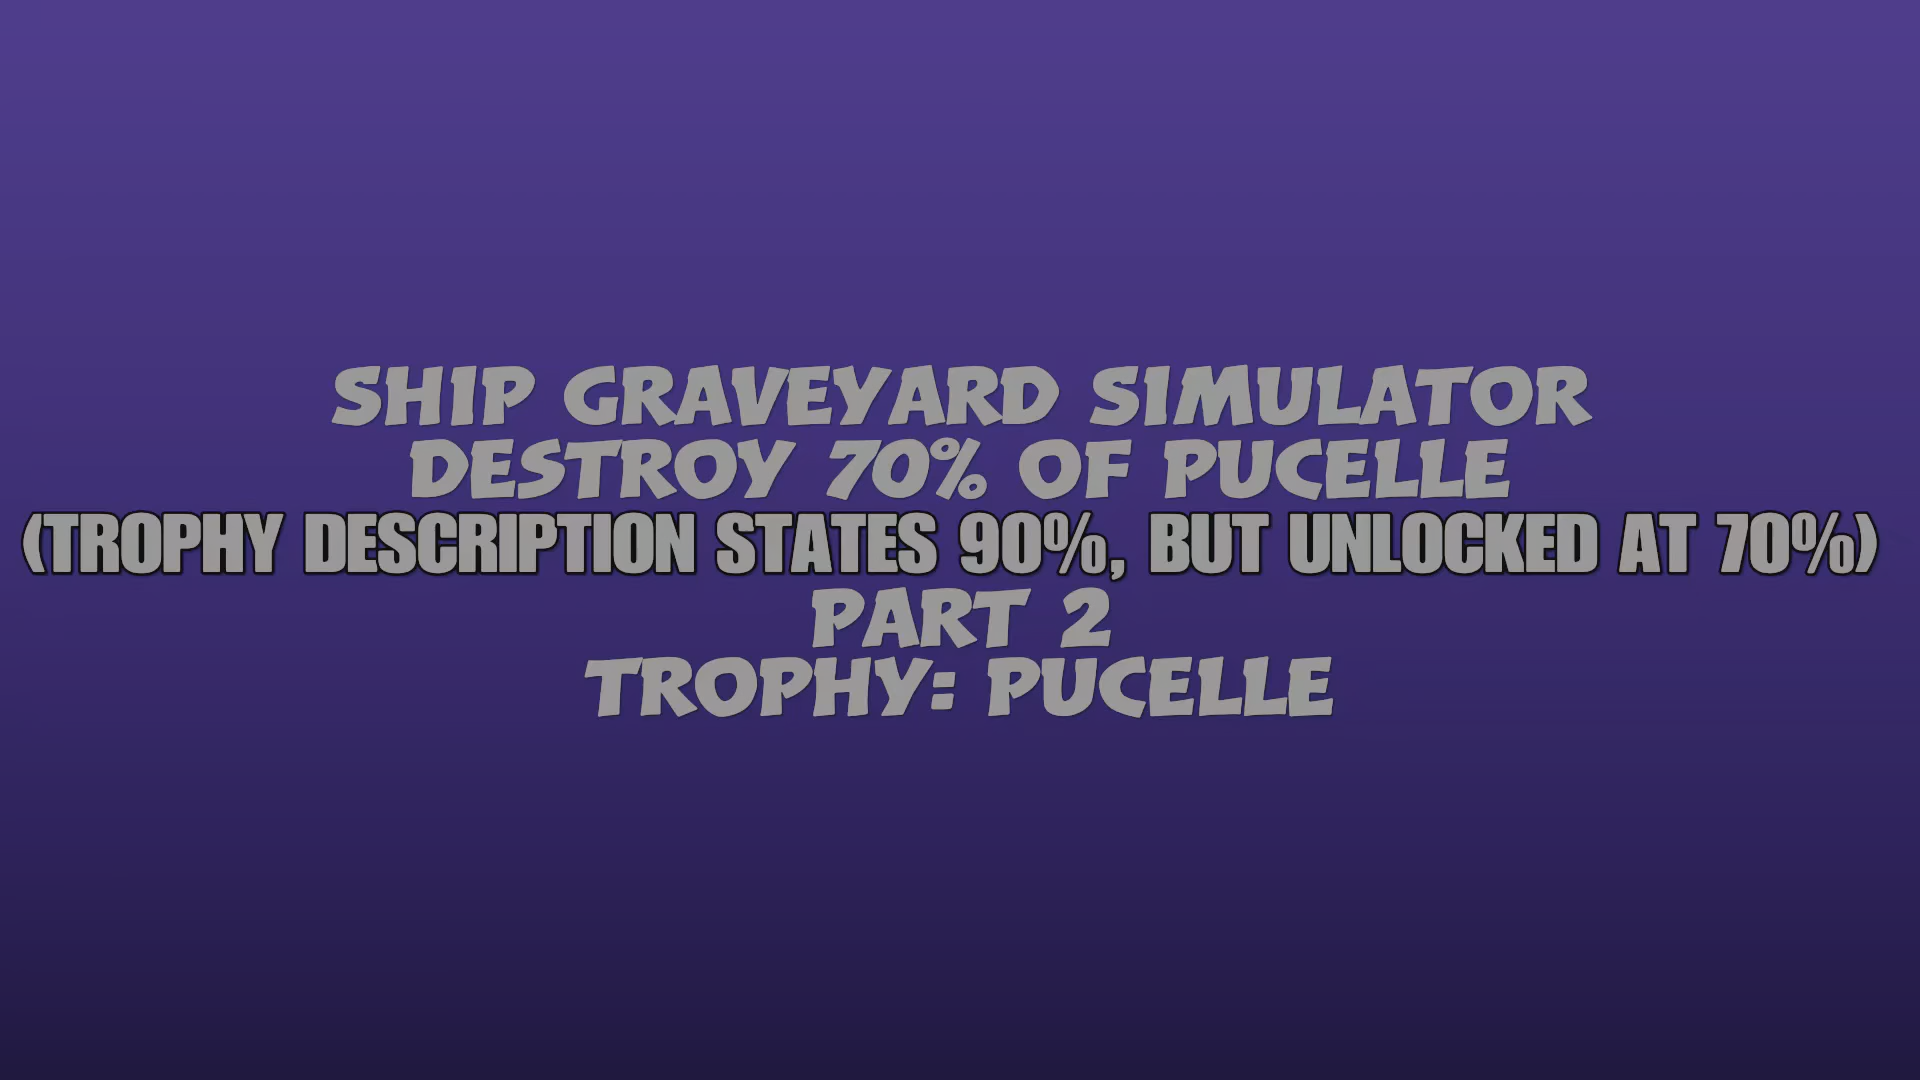 SHIP GRAVEYARD SIMULATOR
DESTROY 70% OF PUCELLE
(TROPHY DESCRIPTION STATES 90%, BUT UNLOCKED AT 70%)
PART 2
TROPHY: PUCELLE